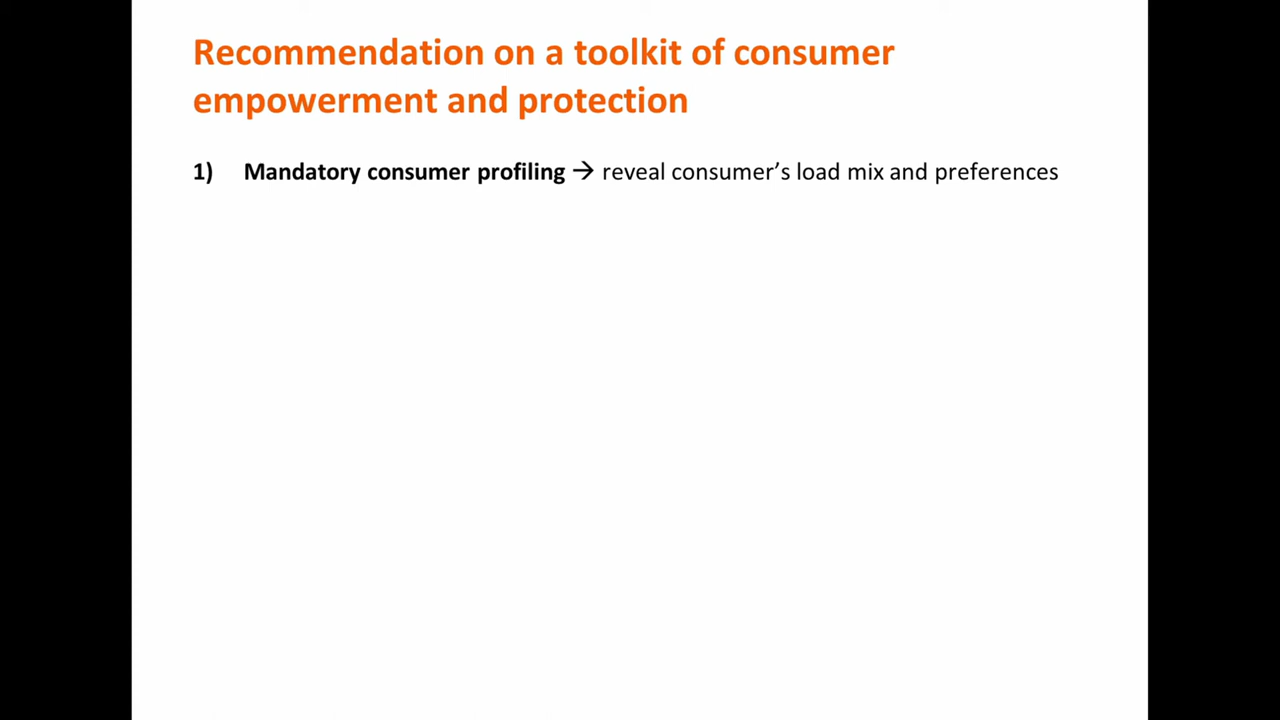 Recommendation on a toolkit of consumer
empowerment and protection
1) Mandatory consumer profiling → reveal consumer’s load mix and preferences